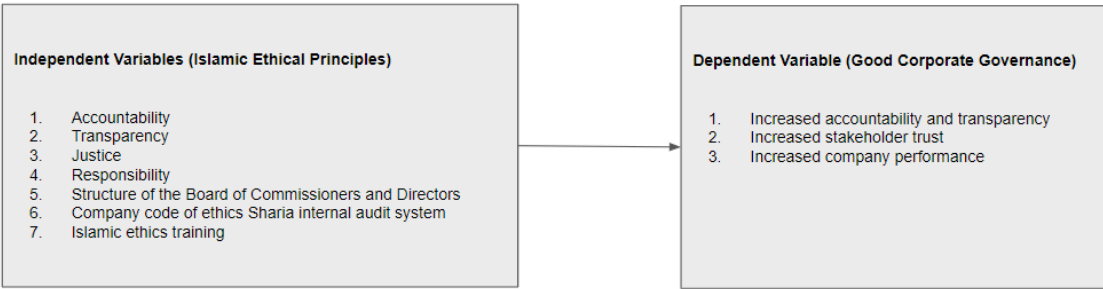 Independent Variables (Islamic Ethical Principles)
1. Accountability
2. Transparency
3. Justice
4. Responsibility
5. Structure of the Board of Commissioners and Directors
6. Company code of ethics Sharia internal audit system
7. Islamic ethics training
Dependent Variable (Good Corporate Governance)
1. Increased accountability and transparency
2. Increased stakeholder trust
3. Increased company performance